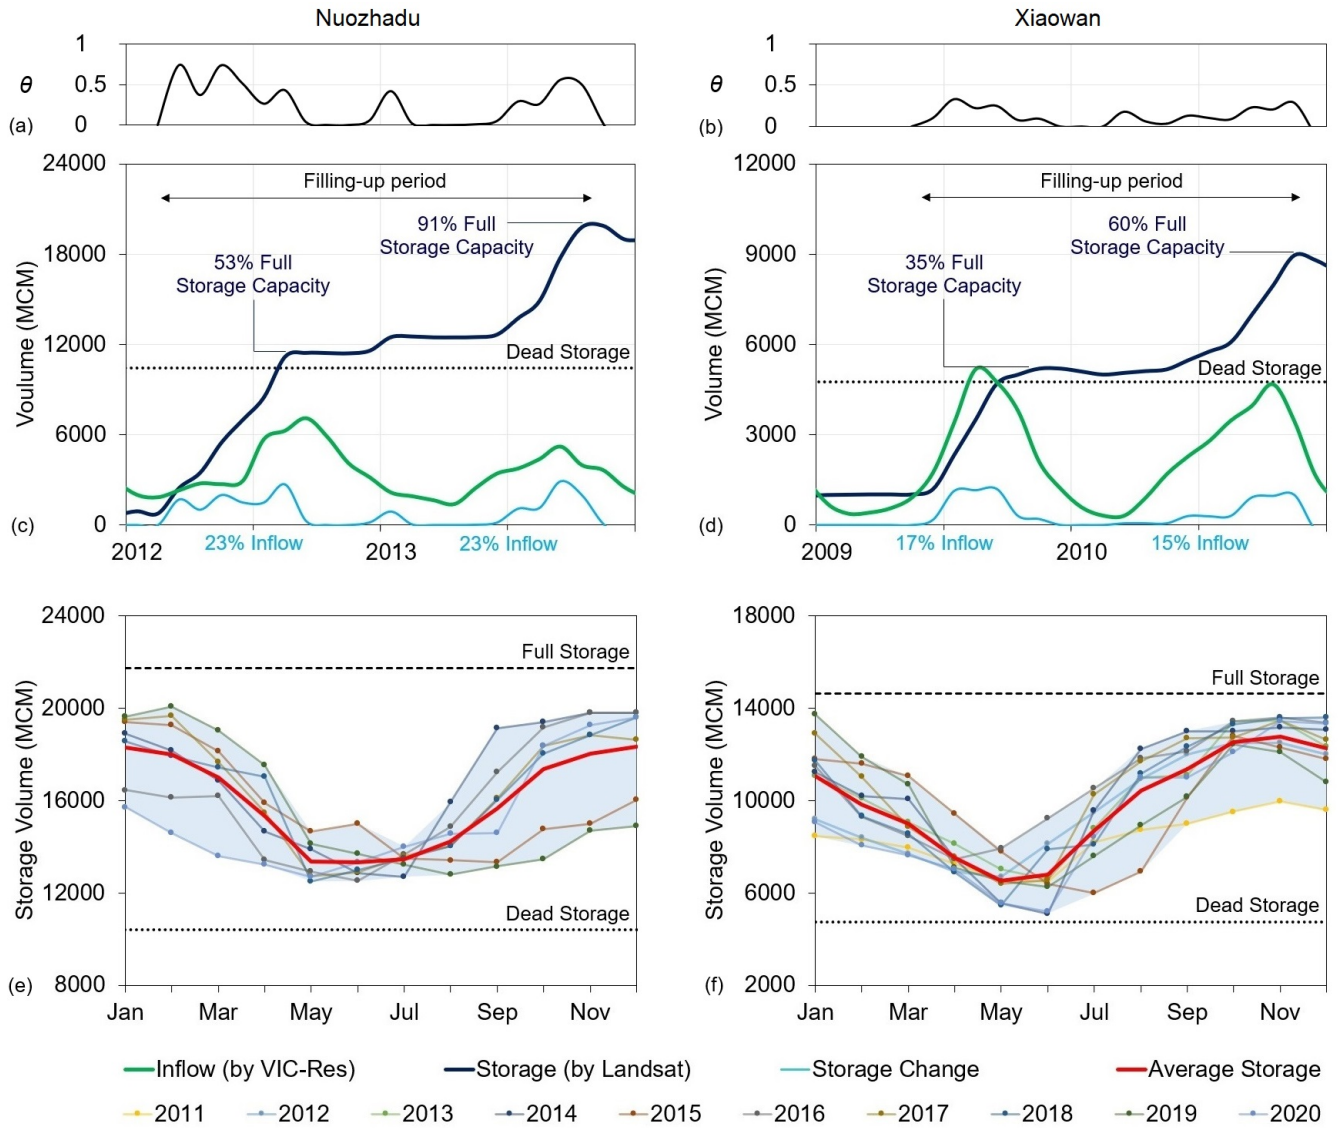 Nuozhadu
Xiaowan
1
θ
0.5
(a)
0
1
θ
0.5
(b)
0
24000
18000
12000
6000
0
Voulume (MCM)
Filling-up period
91% Full
Storage Capacity
53% Full
Storage Capacity
Dead Storage
(c)
2012
23% Inflow
2013
23% Inflow
12000
9000
6000
3000
0
Volume (MCM)
Filling-up period
60% Full
Storage Capacity
35% Full
Storage Capacity
Dead Storage
(d)
2009
17% Inflow
2010
15% Inflow
24000
20000
16000
12000
8000
Storage Volume (MCM)
Full Storage
Dead Storage
(e)
Jan Mar May Jul Sep Nov
18000
14000
10000
6000
2000
Storage Volume (MCM)
Full Storage
Dead Storage
(f)
Jan Mar May Jul Sep Nov
Inflow (by VIC-Res) Storage (by Landsat) Storage Change Average Storage
2011 2012 2013 2014 2015 2016 2017 2018 2019 2020